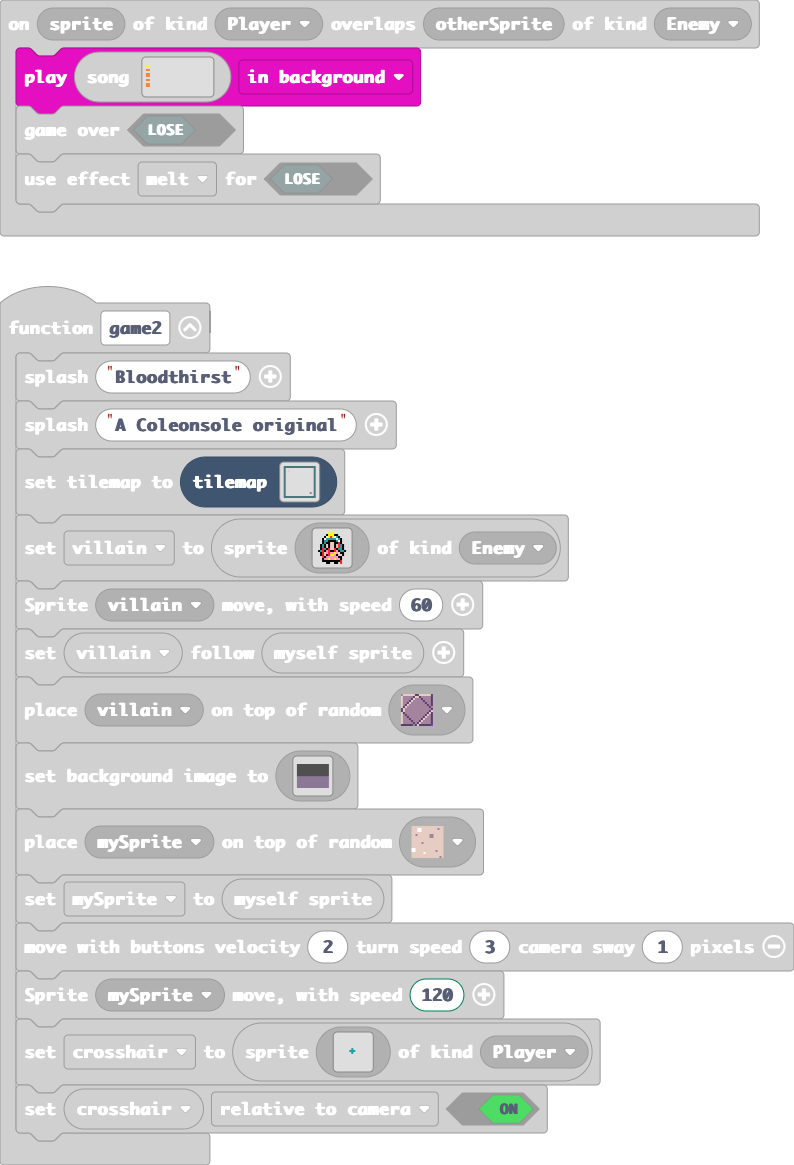 on sprite of kind Player overlaps otherSprite of kind Enemy
play song in background
game over LOSE
use effect melt for LOSE
function game2
splash "Bloodthirst"
splash "A Coleonsole original"
set tilemap to tilemap
set villain to sprite of kind Enemy
Sprite villain move, with speed 60
set villain follow myself sprite
place villain on top of random
set background image to
place mySprite on top of random
set mySprite to myself sprite
move with buttons velocity 2 turn speed 3 camera sway 1 pixels
Sprite mySprite move, with speed 120
set crosshair to sprite of kind Player
set crosshair relative to camera ON